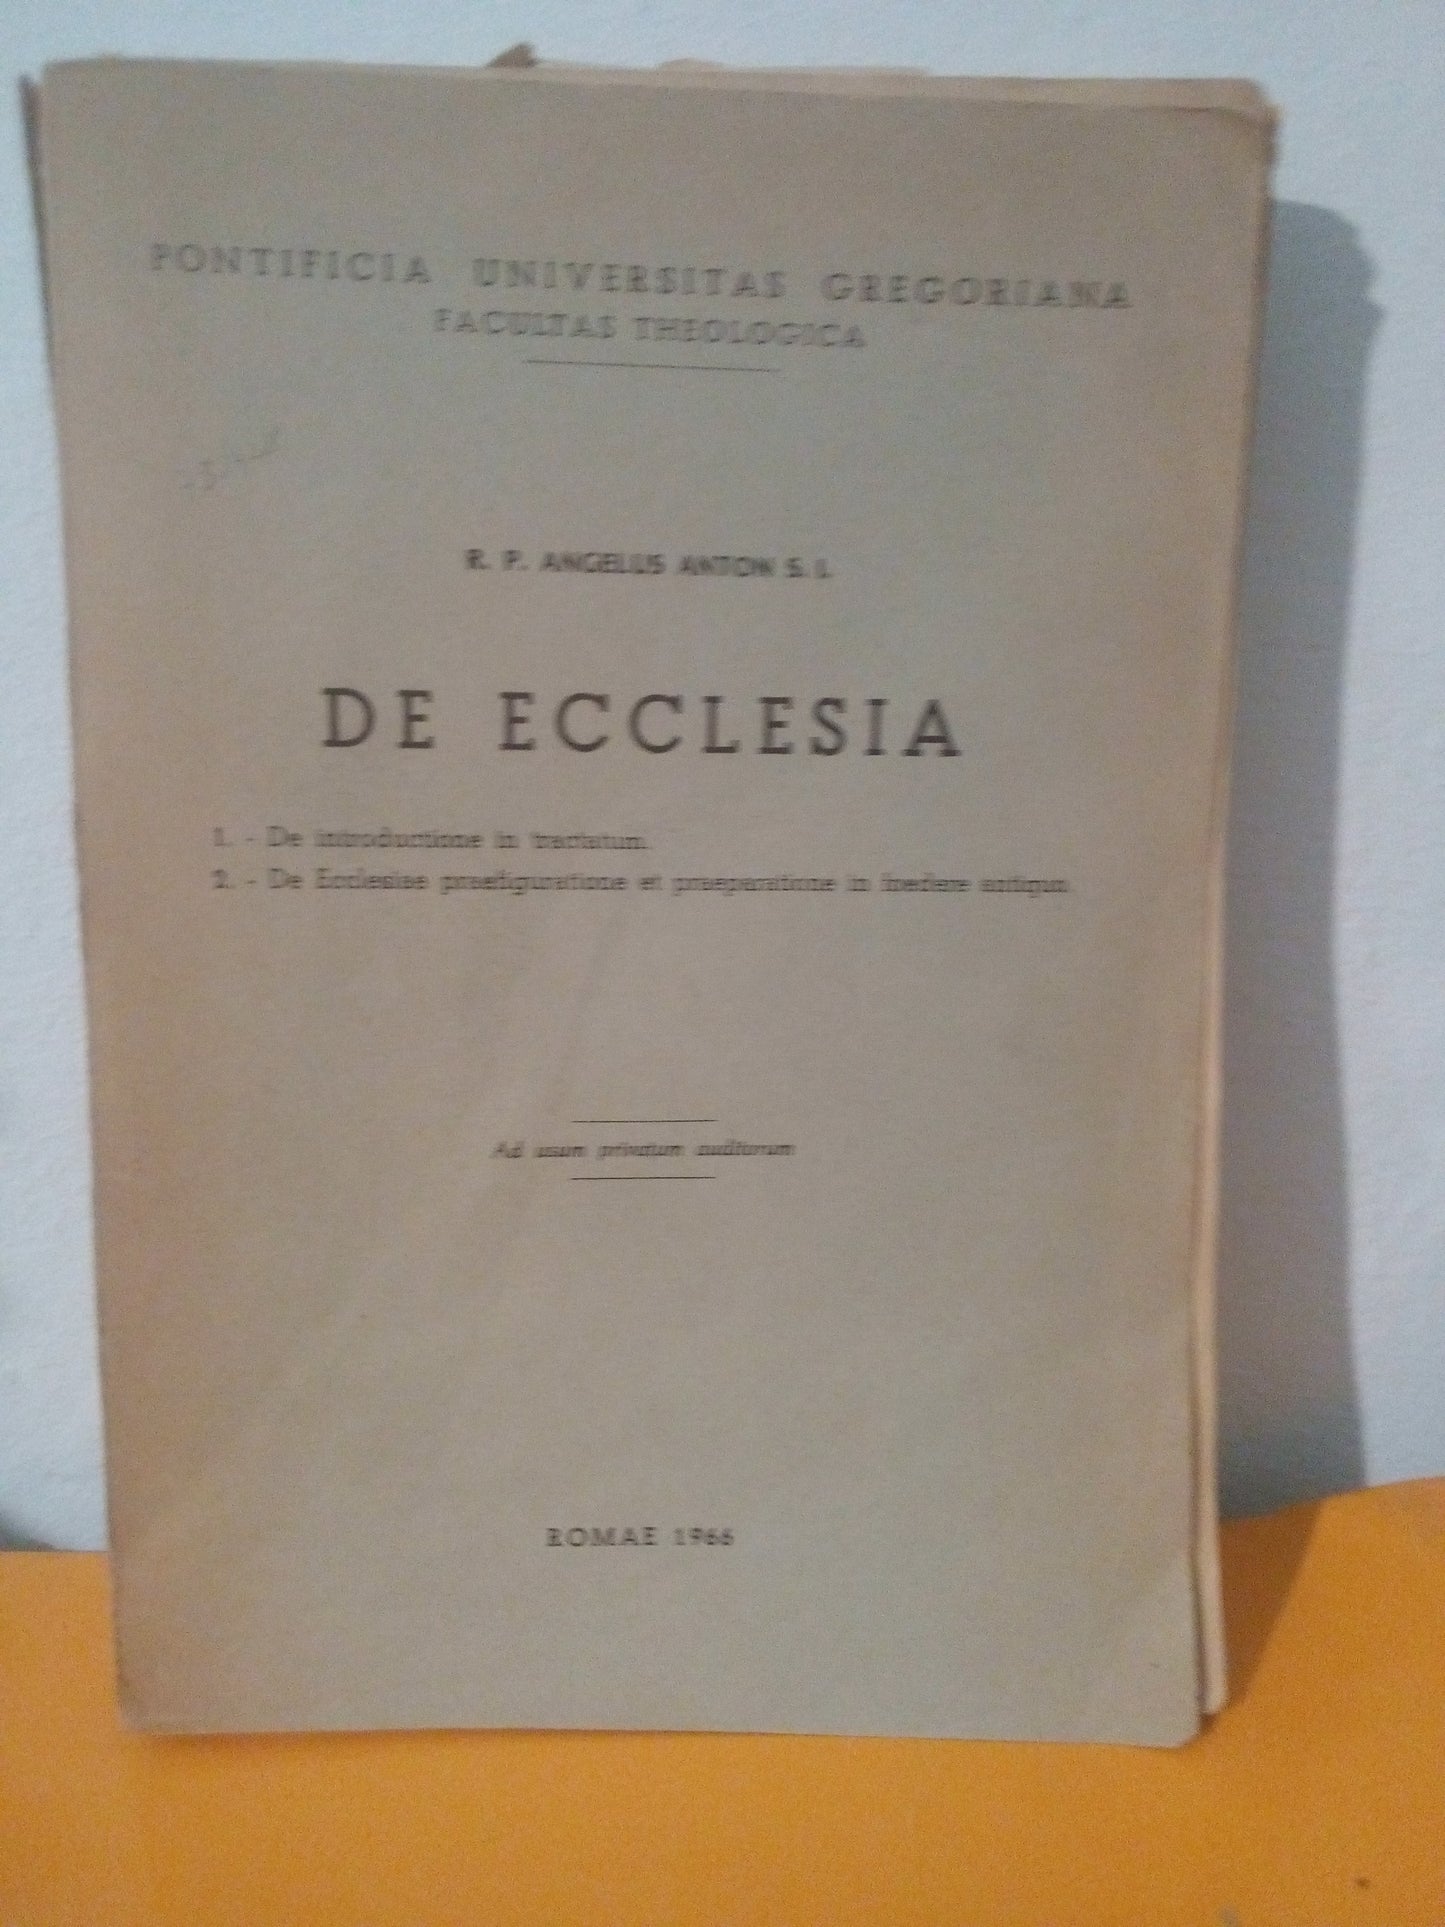 PONTIFICIA UNIVERSITAS GREGORIANA
FACULTAS THEOLOGICA
R. P. ANGELUS ANTON S. I.
DE ECCLESIA
1. - De introductione in tractatum.
2. - De Ecclesiae praefiguratione et praeparatione in foedere antiquo.
Ad usum privatum auditorum
ROMAE 1966